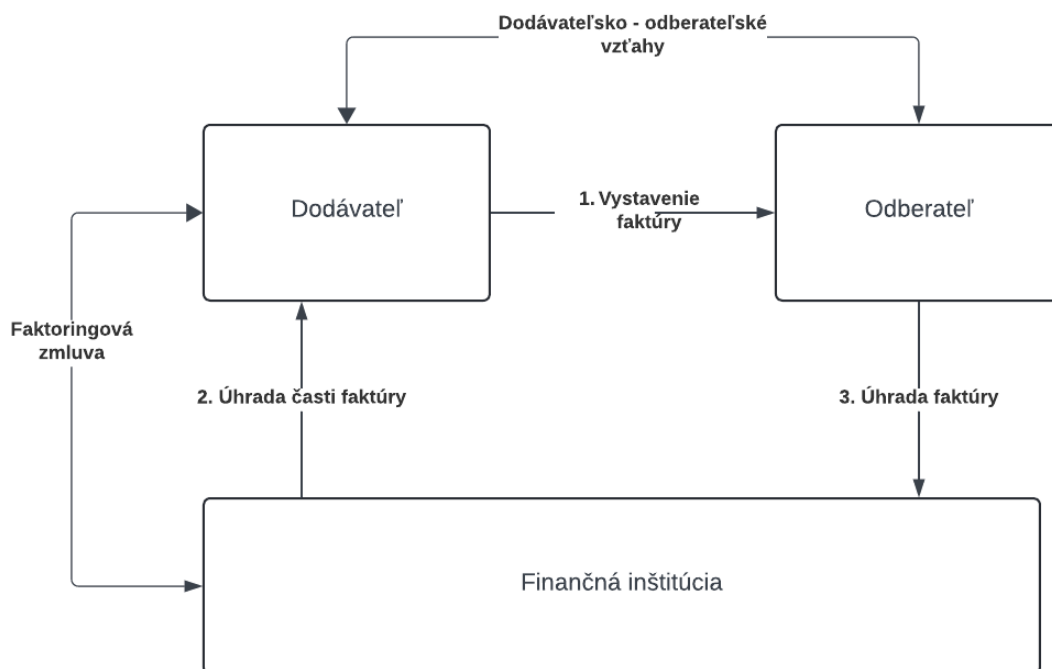 Dodávateľsko - odberateľské
vzťahy
Dodávateľ
1. Vystavenie
faktúry
Odberateľ
Faktoringová
zmluva
2. Úhrada časti faktúry
3. Úhrada faktúry
Finančná inštitúcia